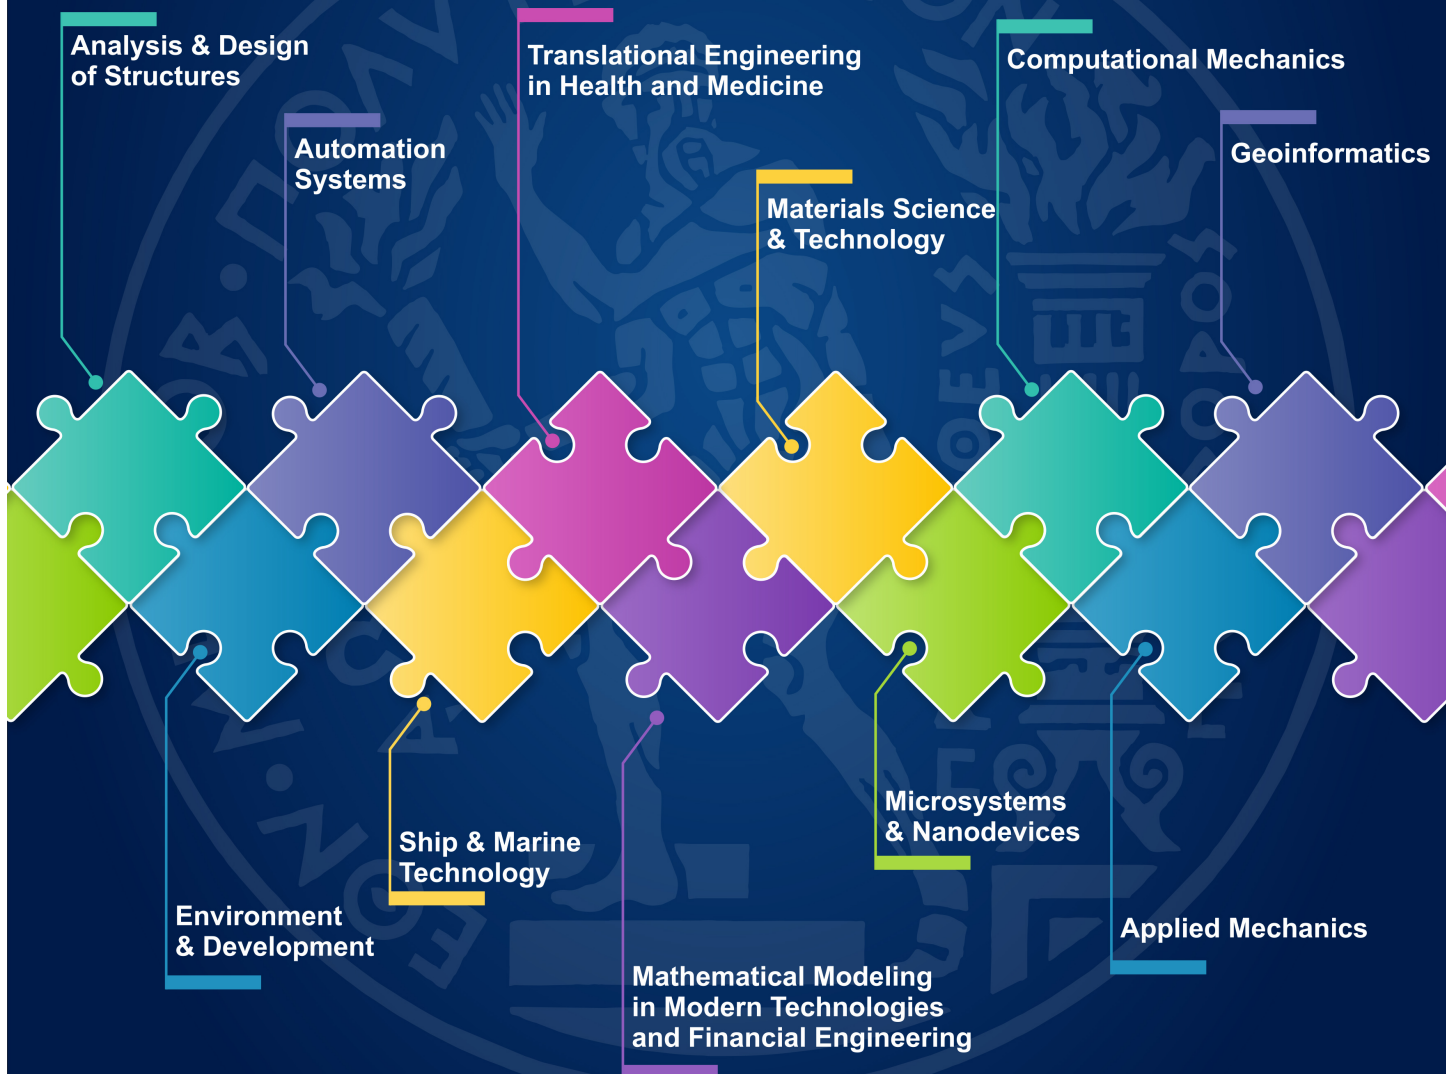 Analysis & Design
of Structures
Automation
Systems
Translational Engineering
in Health and Medicine
Materials Science
& Technology
Computational Mechanics
Geoinformatics
Environment
& Development
Ship & Marine
Technology
Mathematical Modeling
in Modern Technologies
and Financial Engineering
Microsystems
& Nanodevices
Applied Mechanics